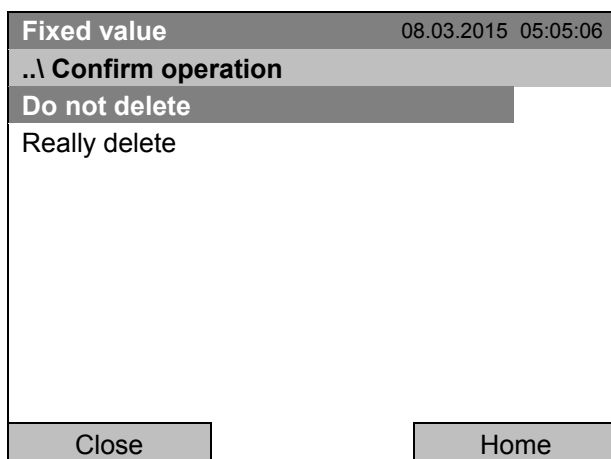 Fixed value 08.03.2015 05:05:06
..\ Confirm operation
Do not delete
Really delete
Close Home